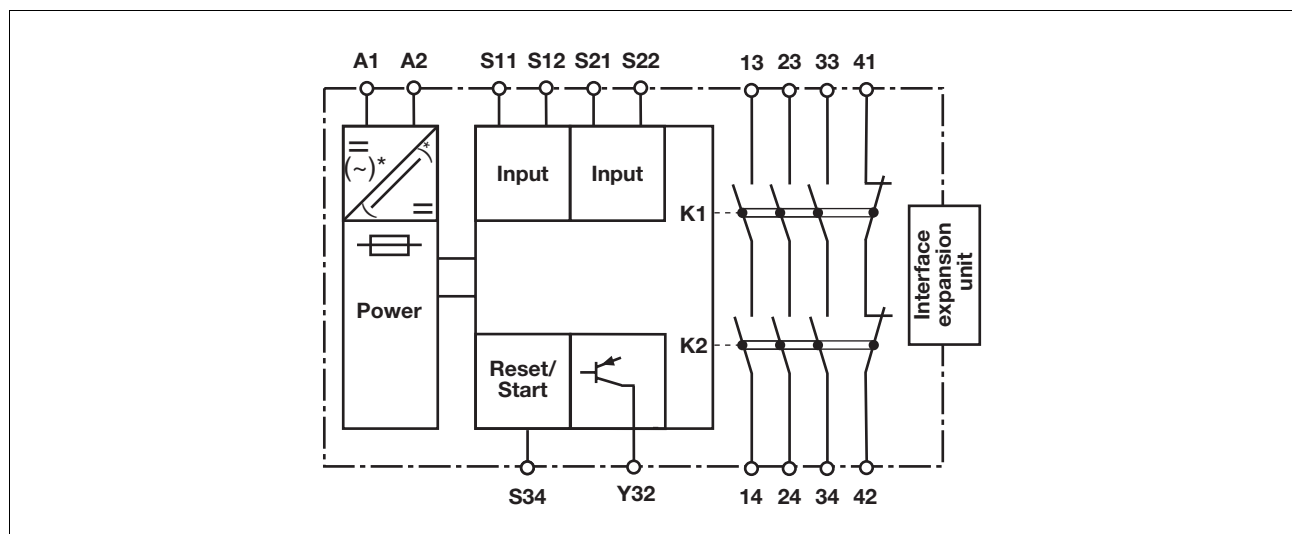 A1 A2 S11 S12 S21 S22 13 23 33 41
=
(~)*
*
=
Input Input
K1
Power
Interface
expansion
unit
K2
Reset/
Start
S34 Y32 14 24 34 42